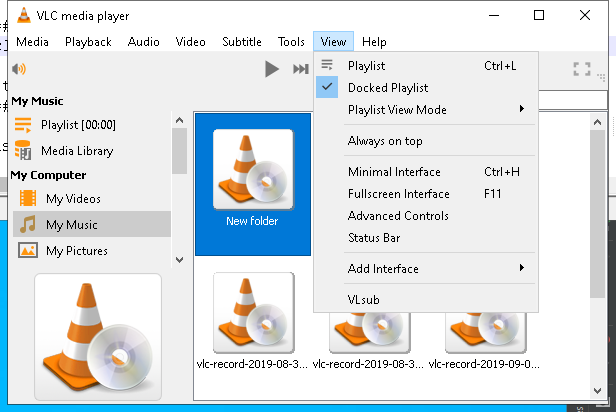 VLC media player
Media Playback Audio Video Subtitle Tools View Help
My Music
Playlist [00:00]
Media Library
My Computer
My Videos
My Music
My Pictures
New folder
vlc-record-2019-08-3...
vlc-record-2019-08-3...
vlc-record-2019-09-0...
Playlist Ctrl+L
Docked Playlist
Playlist View Mode
Always on top
Minimal Interface Ctrl+H
Fullscreen Interface F11
Advanced Controls
Status Bar
Add Interface
VLsub